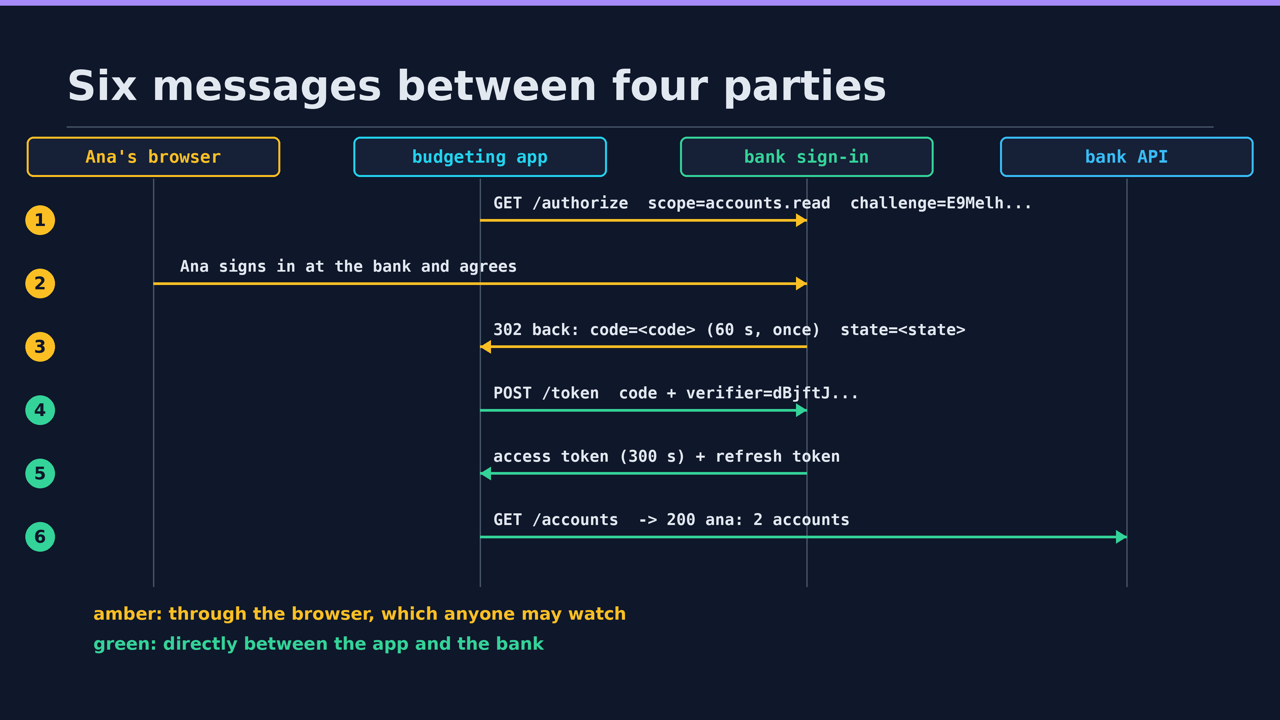 Six messages between four parties
Ana's browser
budgeting app
bank sign-in
bank API
1
GET /authorize  scope=accounts.read  challenge=E9Melh...
2
Ana signs in at the bank and agrees
3
302 back: code=<code> (60 s, once)  state=<state>
4
POST /token  code + verifier=dBjftJ...
5
access token (300 s) + refresh token
6
GET /accounts  -> 200 ana: 2 accounts
amber: through the browser, which anyone may watch
green: directly between the app and the bank